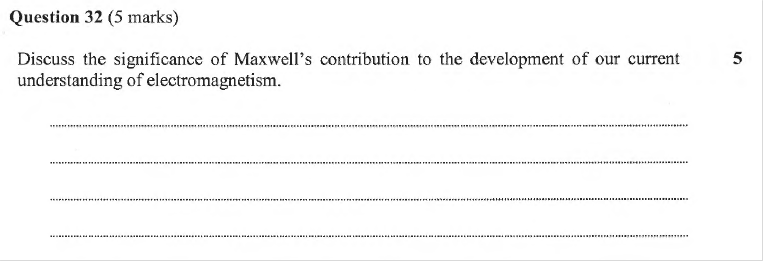 Question 32 (5 marks)
Discuss the significance of Maxwell's contribution to the development of our current 5
understanding of electromagnetism.